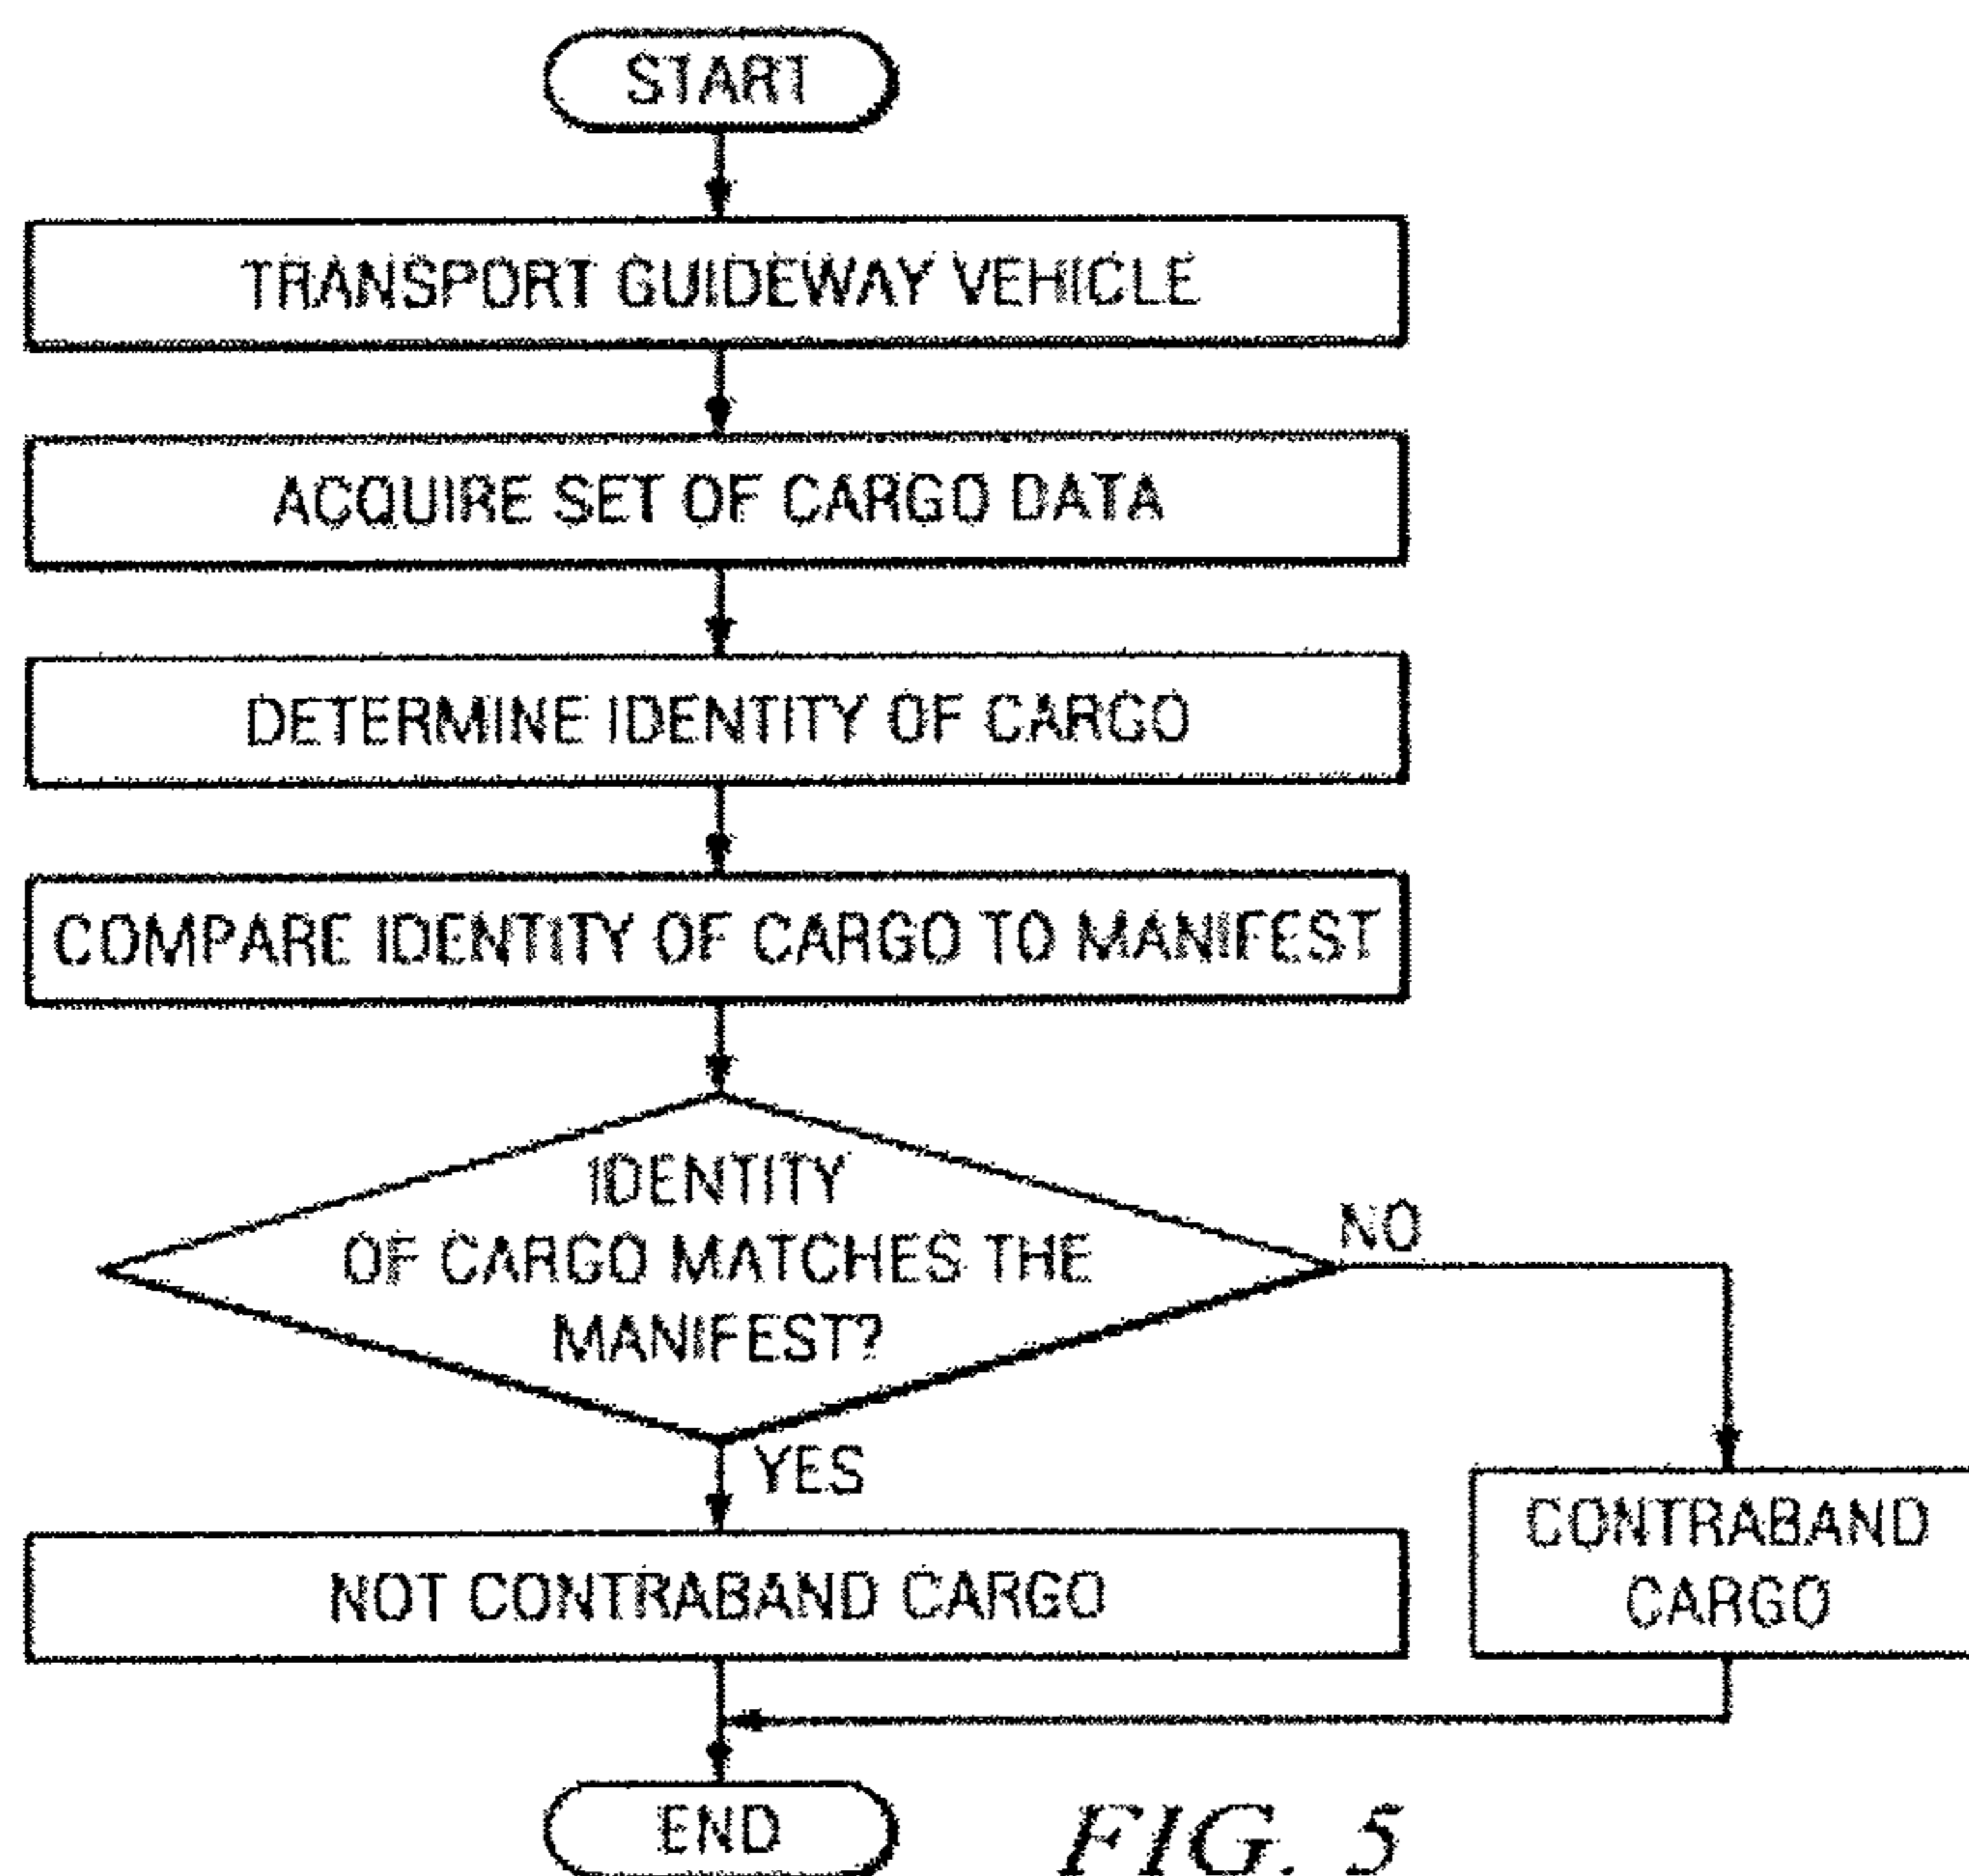 START
TRANSPORT GUIDEWAY VEHICLE
ACQUIRE SET OF CARGO DATA
DETERMINE IDENTITY OF CARGO
COMPARE IDENTITY OF CARGO TO MANIFEST
IDENTITY
OF CARGO MATCHES THE
MANIFEST?
NO
YES
NOT CONTRABAND CARGO
CONTRABAND
CARGO
END
FIG. 5